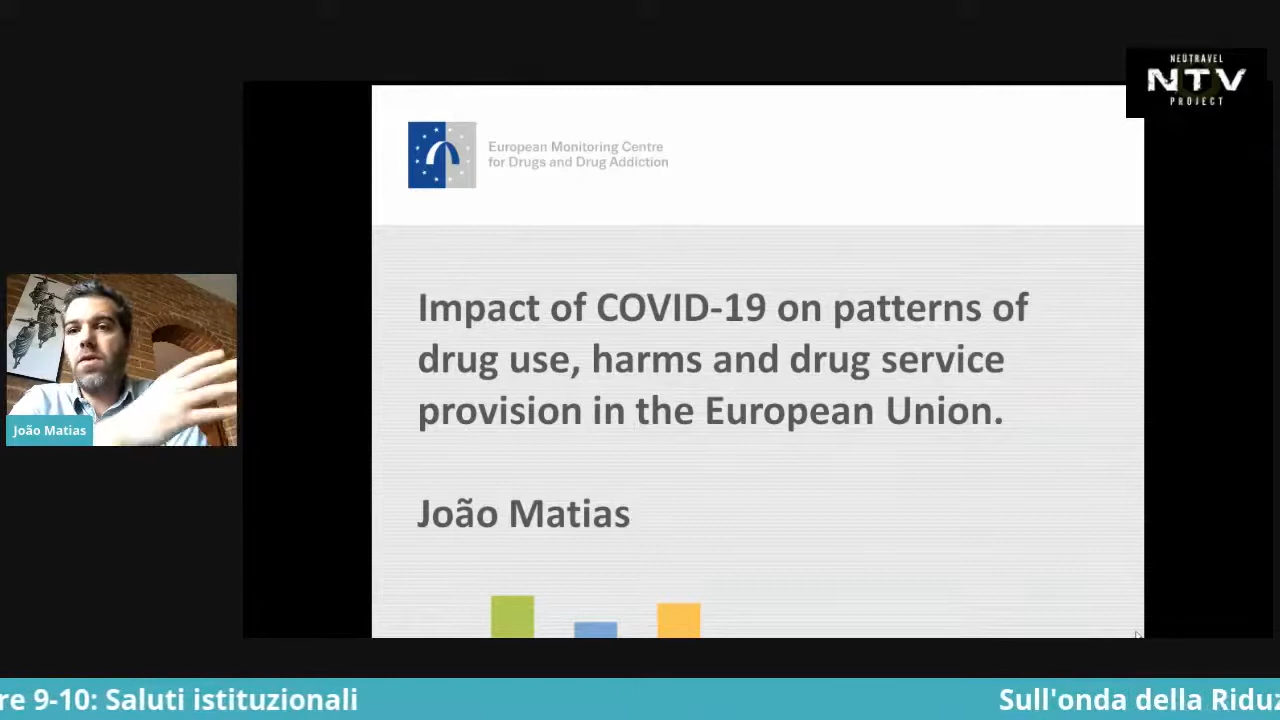 NEUTRAVEL
NTV
PROJECT
European Monitoring Centre
for Drugs and Drug Addiction
Impact of COVID-19 on patterns of
drug use, harms and drug service
provision in the European Union.
João Matias
João Matias
re 9-10: Saluti istituzionali
Sull'onda della Riduz